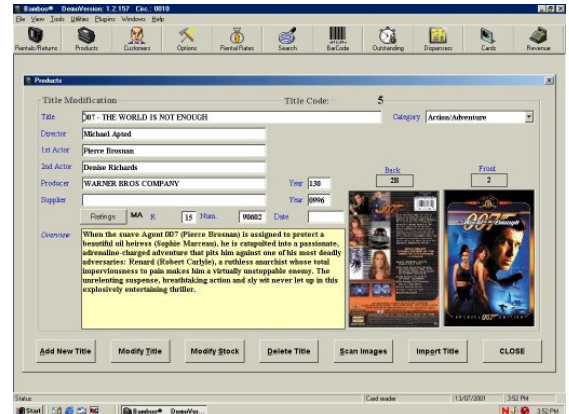 Bamboo® DemoVersion: 1.2.157 Circ.: 0810
File View Tools Utilities Plugins Windows Help
Rentals/Returns Products Customers Options Rental Rates Search BarCode Outstanding Dispensers Cards Revenue
Products
Title Modification Title Code:- 5
Title 007 - THE WORLD IS NOT ENOUGH Category Action/Adventure
Director Michael Apted
1st Actor Pierce Brosnan
2nd Actor Denise Richards
Back Front
Producer WARNER BROS COMPANY Year 130 2B 2
Supplier Year 0996
Ratings MA R 15 Num. 90602 Date
Overview When the suave Agent 007 (Pierce Brosnan) is assigned to protect a
beautiful oil heiress (Sophie Marceau), he is catapulted into a passionate,
adrenaline-charged adventure that pits him against one of his most deadly
adversaries: Renard (Robert Carlyle), a ruthless anarchist whose total
imperviousness to pain makes him a virtually unstoppable enemy. The
unrelenting suspense, breathtaking action and sly wit never let up in this
explosively entertaining thriller.
007
SPECIAL 007 EDITION
Add New Title Modify Title Modify Stock Delete Title Scan Images Import Title CLOSE
Status Card reader 13/07/2001 3:52 PM
Start Bamboo® DemoVer... 3:52 PM